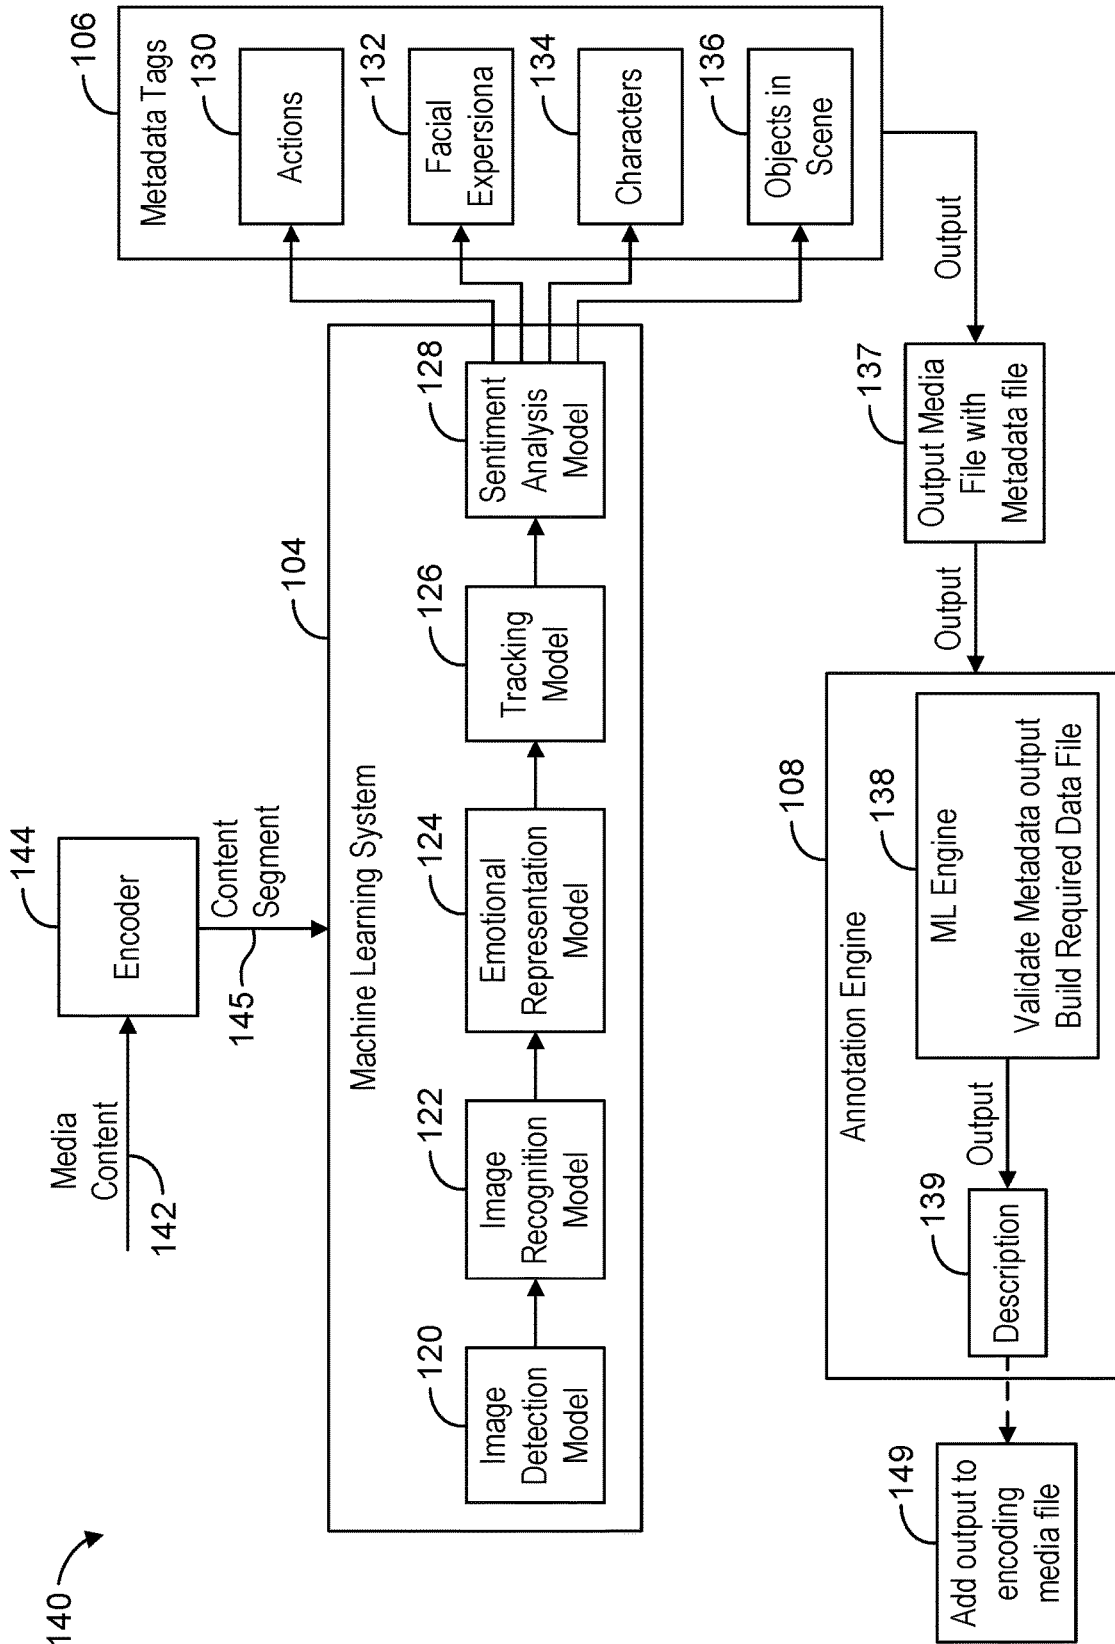 140
Media
Content
142
144
Encoder
Content
Segment
145
104
Machine Learning System
120
Image
Detection
Model
122
Image
Recognition
Model
124
Emotional
Representation
Model
126
Tracking
Model
128
Sentiment
Analysis
Model
106
Metadata Tags
130
Actions
132
Facial
Expersiona
134
Characters
136
Objects in
Scene
Output
137
Output Media
File with
Metadata file
Output
108
Annotation Engine
138
ML Engine
Validate Metadata output
Build Required Data File
Output
139
Description
149
Add output to
encoding
media file